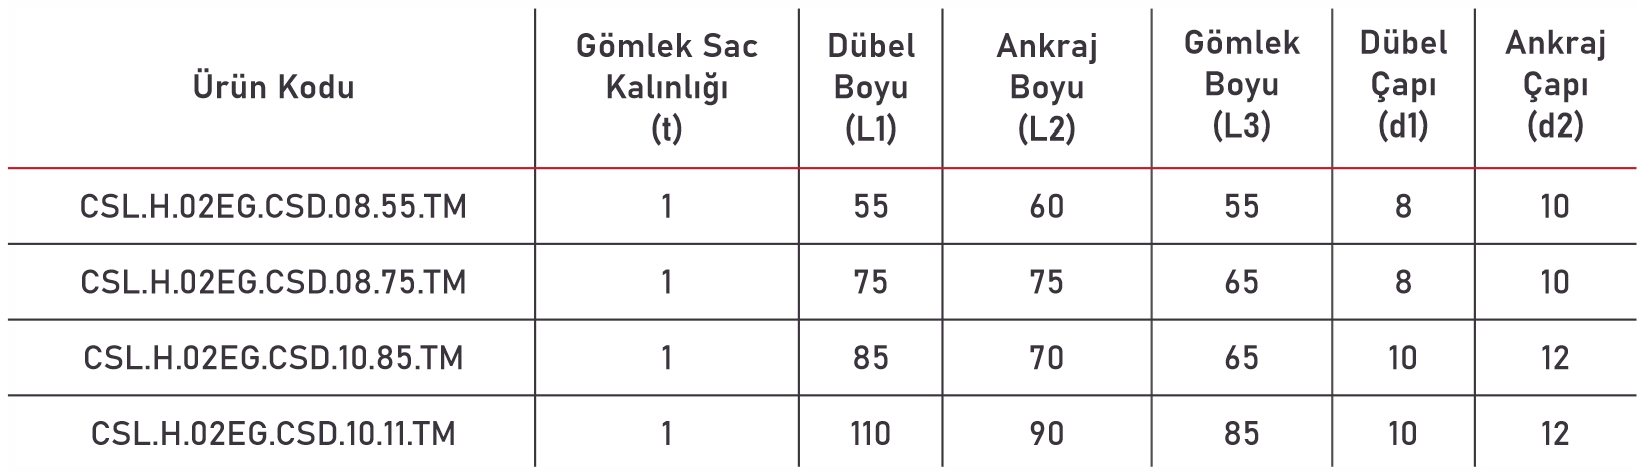 Ürün Kodu
Gömlek Sac
Kalınlığı
(t)
Dübel
Boyu
(L1)
Ankraj
Boyu
(L2)
Gömlek
Boyu
(L3)
Dübel
Çapı
(d1)
Ankraj
Çapı
(d2)
CSL.H.02EG.CSD.08.55.TM 1 55 60 55 8 10
CSL.H.02EG.CSD.08.75.TM 1 75 75 65 8 10
CSL.H.02EG.CSD.10.85.TM 1 85 70 65 10 12
CSL.H.02EG.CSD.10.11.TM 1 110 90 85 10 12